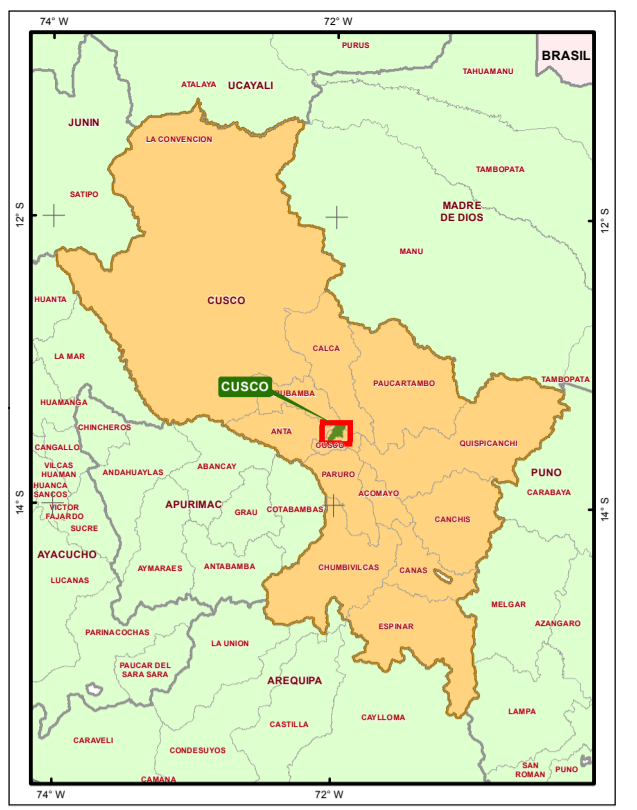 74° W
72° W
PURUS
BRASIL
TAHUAMANU
ATALAYA
UCAYALI
JUNIN
LA CONVENCION
TAMBOPATA
SATIPO
MADRE
DE DIOS
12° S
12° S
MANU
HUANTA
CUSCO
CALCA
LA MAR
PAUCARTAMBO
TAMBOPATA
CUSCO
RUBAMBA
HUAMANGA
CHINCHEROS
ANTA
CUSCO
QUISPICANCHI
CANGALLO
VILCAS
HUAMAN
ANDAHUAYLAS
ABANCAY
PARURO
PUNO
HUANCA
SANCOS
ACOMAYO
CARABAYA
14° S
14° S
VICTOR
FAJARDO
APURIMAC
GRAU
COTABAMBAS
CANCHIS
SUCRE
AYACUCHO
LUCANAS
AYMARAES
ANTABAMBA
CHUMBIVILCAS
CANAS
MELGAR
AZANGARO
PARINACOCHAS
LA UNION
ESPINAR
PAUCAR DEL
SARA SARA
AREQUIPA
CASTILLA
CAYLLOMA
LAMPA
CARAVELI
CONDESUYOS
SAN
ROMAN
PUNO
CAMANA
74° W
72° W